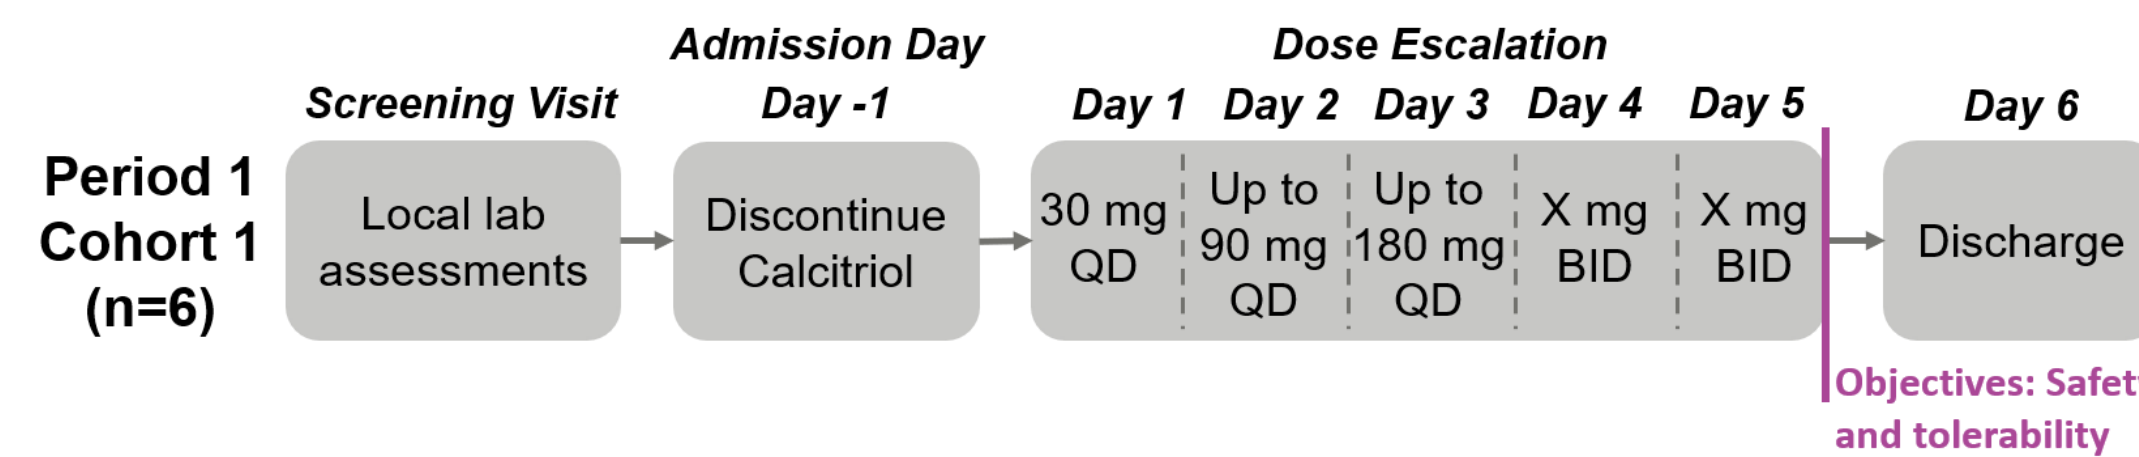 Admission Day
Dose Escalation
Screening Visit
Day -1
Day 1
Day 2
Day 3
Day 4
Day 5
Day 6
Period 1
Cohort 1
(n=6)
Local lab
assessments
Discontinue
Calcitriol
30 mg
QD
Up to
90 mg
QD
Up to
180 mg
QD
X mg
BID
X mg
BID
Discharge
Objectives: Safet
and tolerability